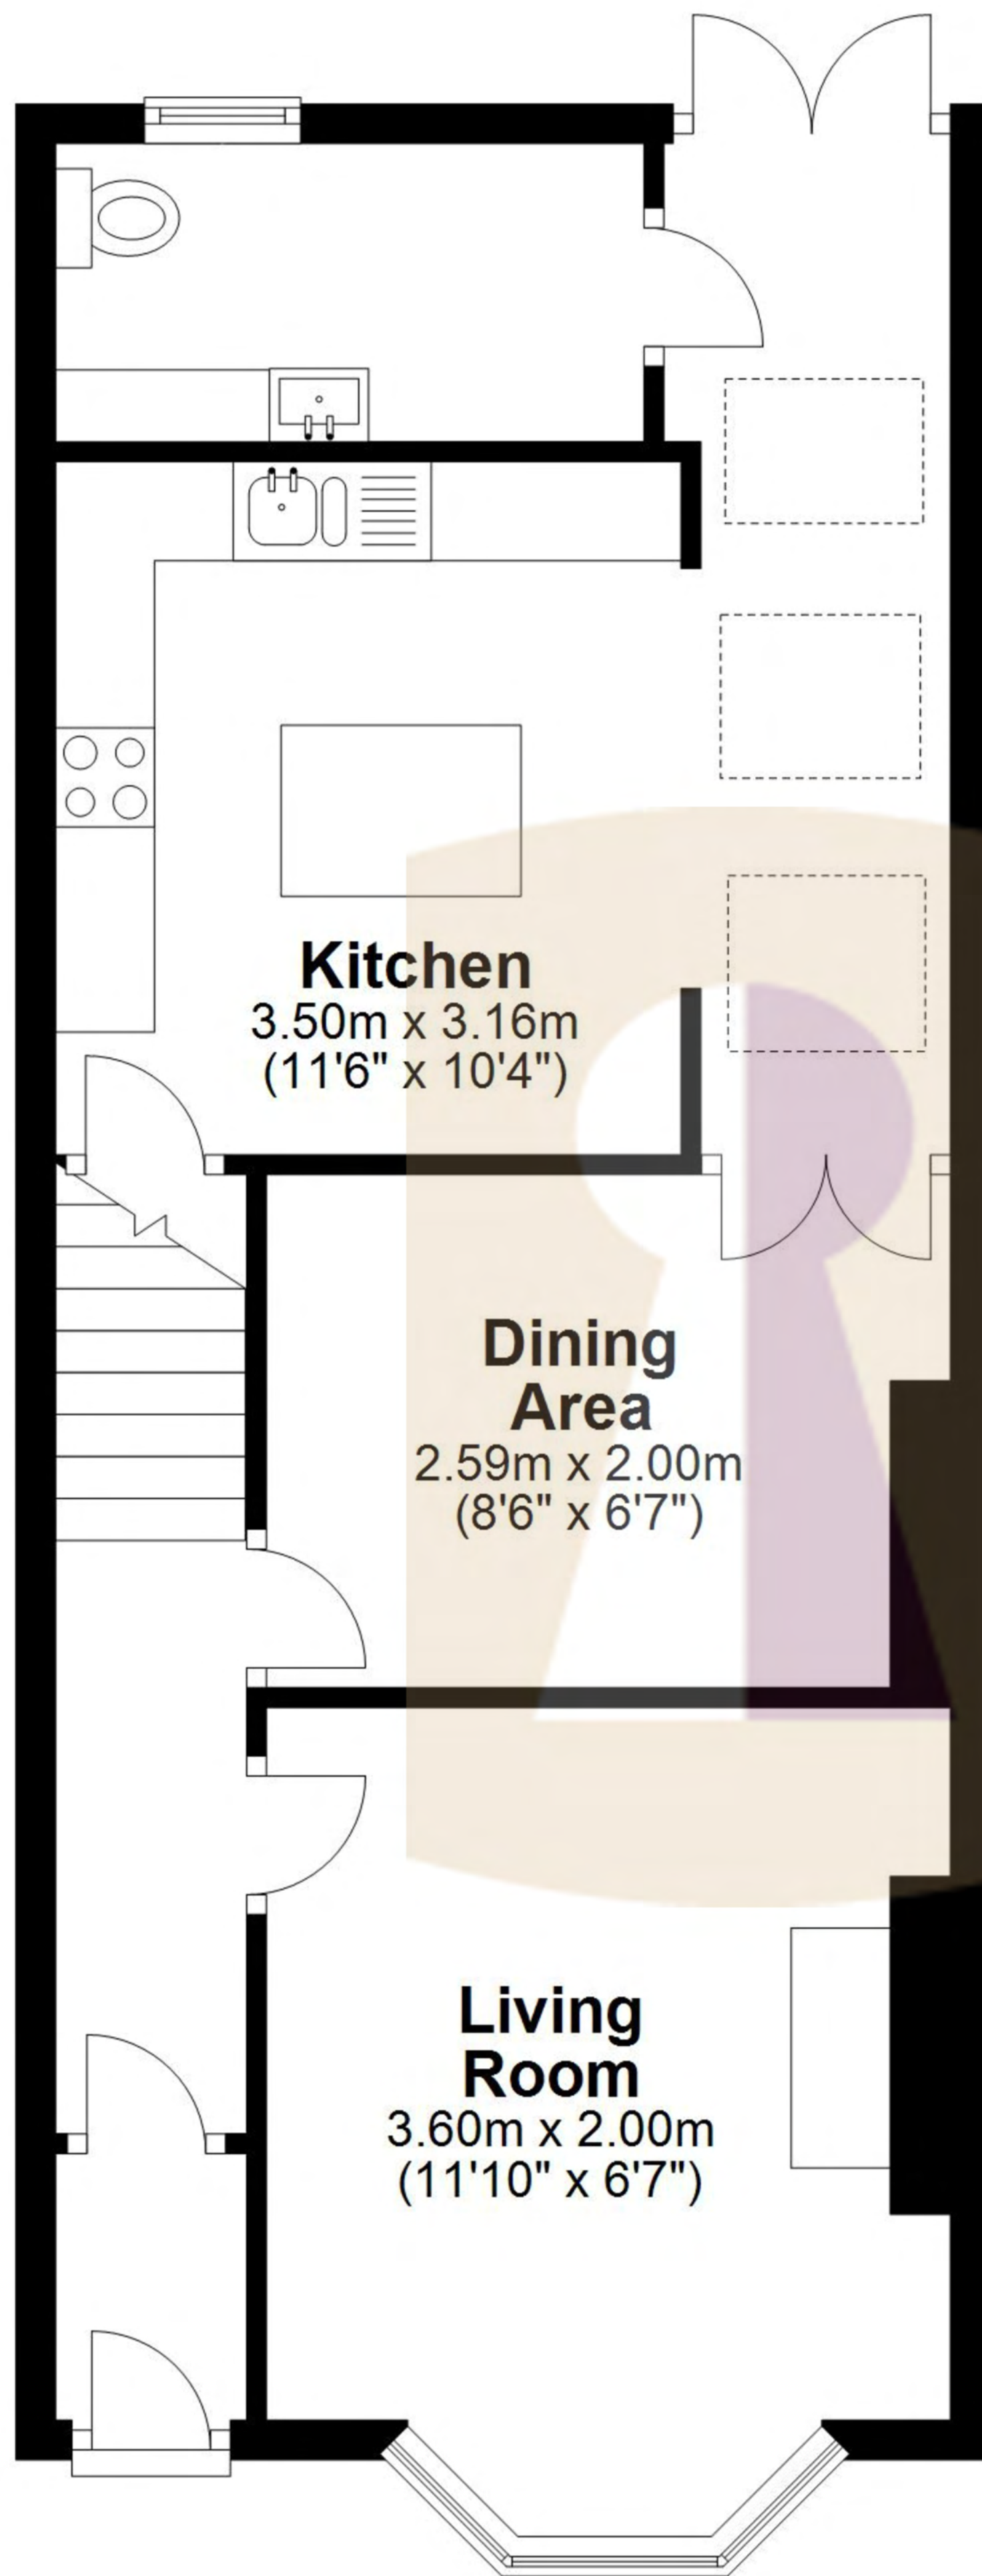 Kitchen
3.50m x 3.16m
(11'6" x 10'4")
Dining
Area
2.59m x 2.00m
(8'6" x 6'7")
Living
Room
3.60m x 2.00m
(11'10" x 6'7")